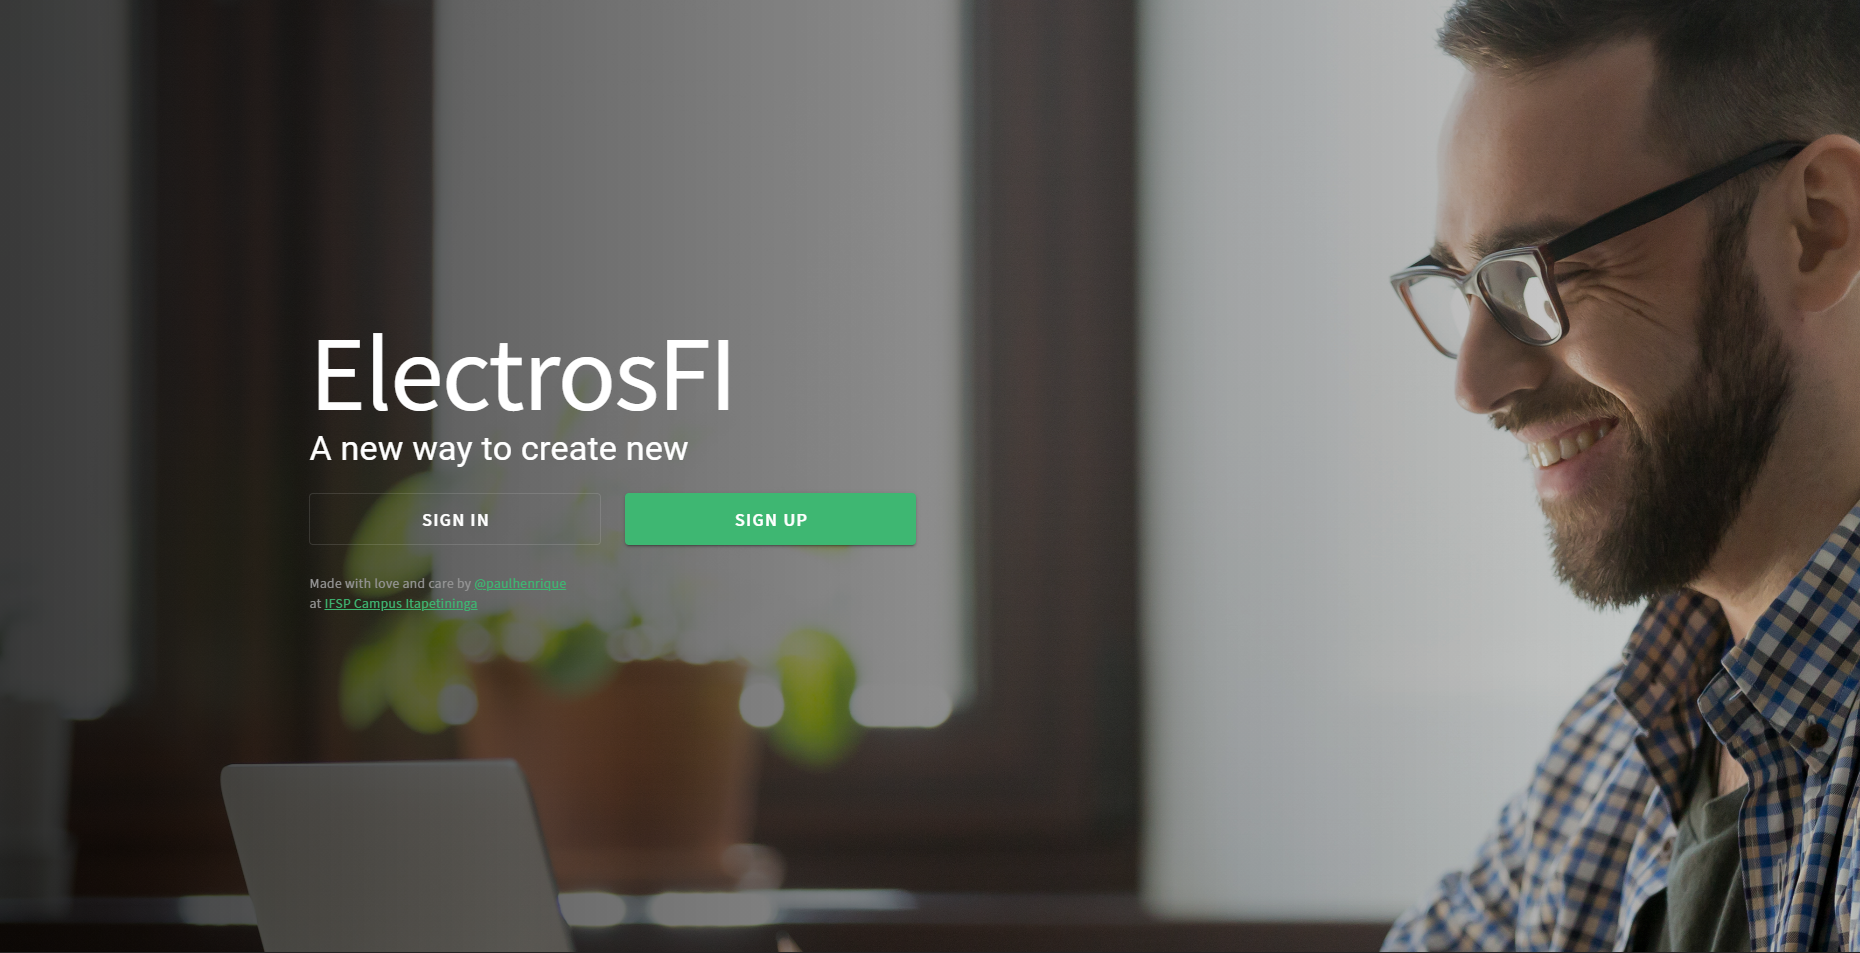 ElectrosFI
A new way to create new
SIGN IN
SIGN UP
Made with love and care by @paulhenrique
at IFSP Campus Itapetininga